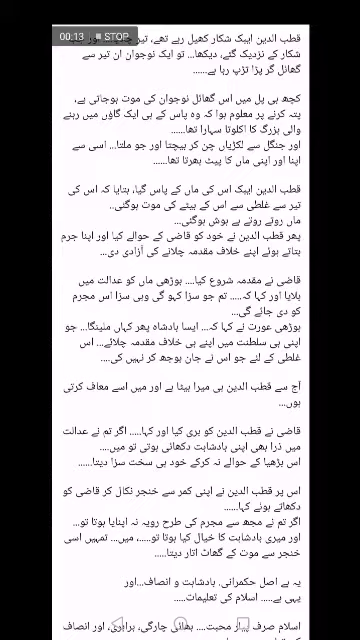 00:13 STOP
قطب الدین ایبک شکار کھیل رہے تھے، تیر
شکار کے نزدیک گئے، دیکھا... تو ایک نوجوان ان تیر سے
گھائل گر پڑا تڑپ رہا ہے......
کچھ ہی پل میں اس گھائل نوجوان کی موت ہوجاتی ہے،
پتہ کرنے پر معلوم ہوا کہ وہ پاس کے ہی ایک گاؤں میں رہنے
والی بزرگ کا اکلوتا سہارا تھا......
اور جنگل سے لکڑیاں چن کر بیچتا اور جو ملتا... اسی سے
اپنا اور اپنی ماں کا پیٹ بھرتا تھا......
قطب الدین ایبک اس کی ماں کے پاس گیا، بتایا کہ اس کی
تیر سے غلطی سے اس کے بیٹے کی موت ہوگئی..
ماں روتے روتے بے ہوش ہوگئی...
پھر قطب الدین نے خود کو قاضی کے حوالے کیا اور اپنا جرم
بتاتے ہوئے اپنے خلاف مقدمہ چلانے کی آزادی دی...
قاضی نے مقدمہ شروع کیا.... بوڑھی ماں کو عدالت میں
بلایا اور کہا کہ..... تم جو سزا کہو گی وہی سزا اس مجرم
کو دی جائے گی...
بوڑھی عورت نے کہا کہ... ایسا بادشاہ پھر کہاں ملیگا... جو
اپنی ہی سلطنت میں اپنے ہی خلاف مقدمہ چلائے... اس
غلطی کے لئے جو اس نے جان بوجھ کر نہیں کی....
آج سے قطب الدین ہی میرا بیٹا ہے اور میں اسے معاف کرتی
ہوں...
قاضی نے قطب الدین کو بری کیا اور کہا..... اگر تم نے عدالت
میں ذرا بھی اپنی بادشاہت دکھائی ہوتی تو میں....
اس بڑھیا کے حوالے نہ کرکے خود ہی سخت سزا دیتا......
اس پر قطب الدین نے اپنی کمر سے خنجر نکال کر قاضی کو
دکھاتے ہوئے کہا......
اگر تم نے مجھ سے مجرم کی طرح رویہ نہ اپنایا ہوتا تو...
اور میری بادشاہت کا خیال کیا ہوتا تو.....، میں... تمہیں اسی
خنجر سے موت کے گھاٹ اتار دیتا.....
یہ ہے اصل حکمرانی. بادشاہت و انصاف...اور
یہی ہے..... اسلام کی تعلیمات.....
اسلام صرف پیار محبت.... بھائی چارگی، برابری، اور انصاف